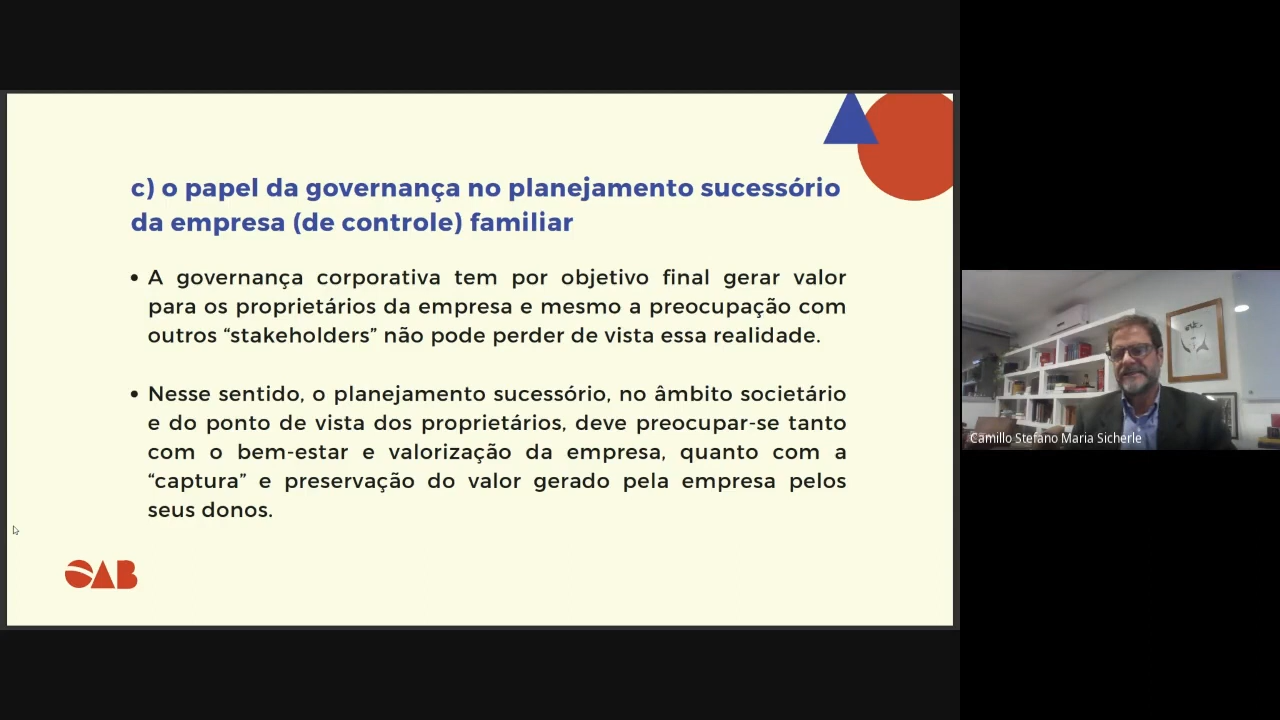 c) o papel da governança no planejamento sucessório
da empresa (de controle) familiar
• A governança corporativa tem por objetivo final gerar valor
para os proprietários da empresa e mesmo a preocupação com
outros “stakeholders” não pode perder de vista essa realidade.
• Nesse sentido, o planejamento sucessório, no âmbito societário
e do ponto de vista dos proprietários, deve preocupar-se tanto
com o bem-estar e valorização da empresa, quanto com a
“captura” e preservação do valor gerado pela empresa pelos
seus donos.
OAB
Camillo Stefano Maria Sicherle